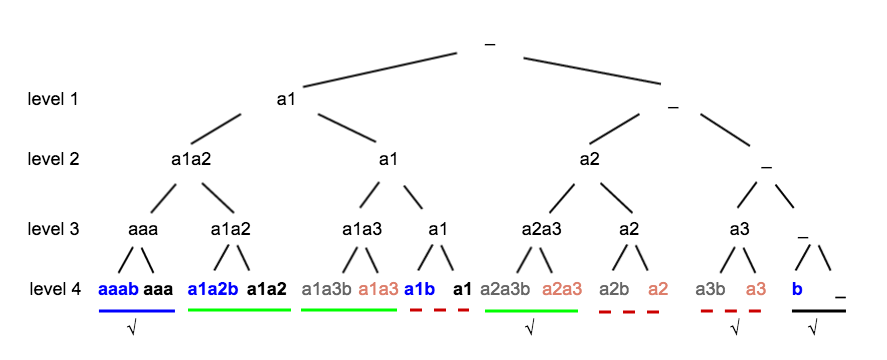 _
level 1 a1 _
level 2 a1a2 a1 a2 _
level 3 aaa a1a2 a1a3 a1 a2a3 a2 a3 _
level 4 aaab aaa a1a2b a1a2 a1a3b a1a3 a1b a1 a2a3b a2a3 a2b a2 a3b a3 b _
√ √ √ √